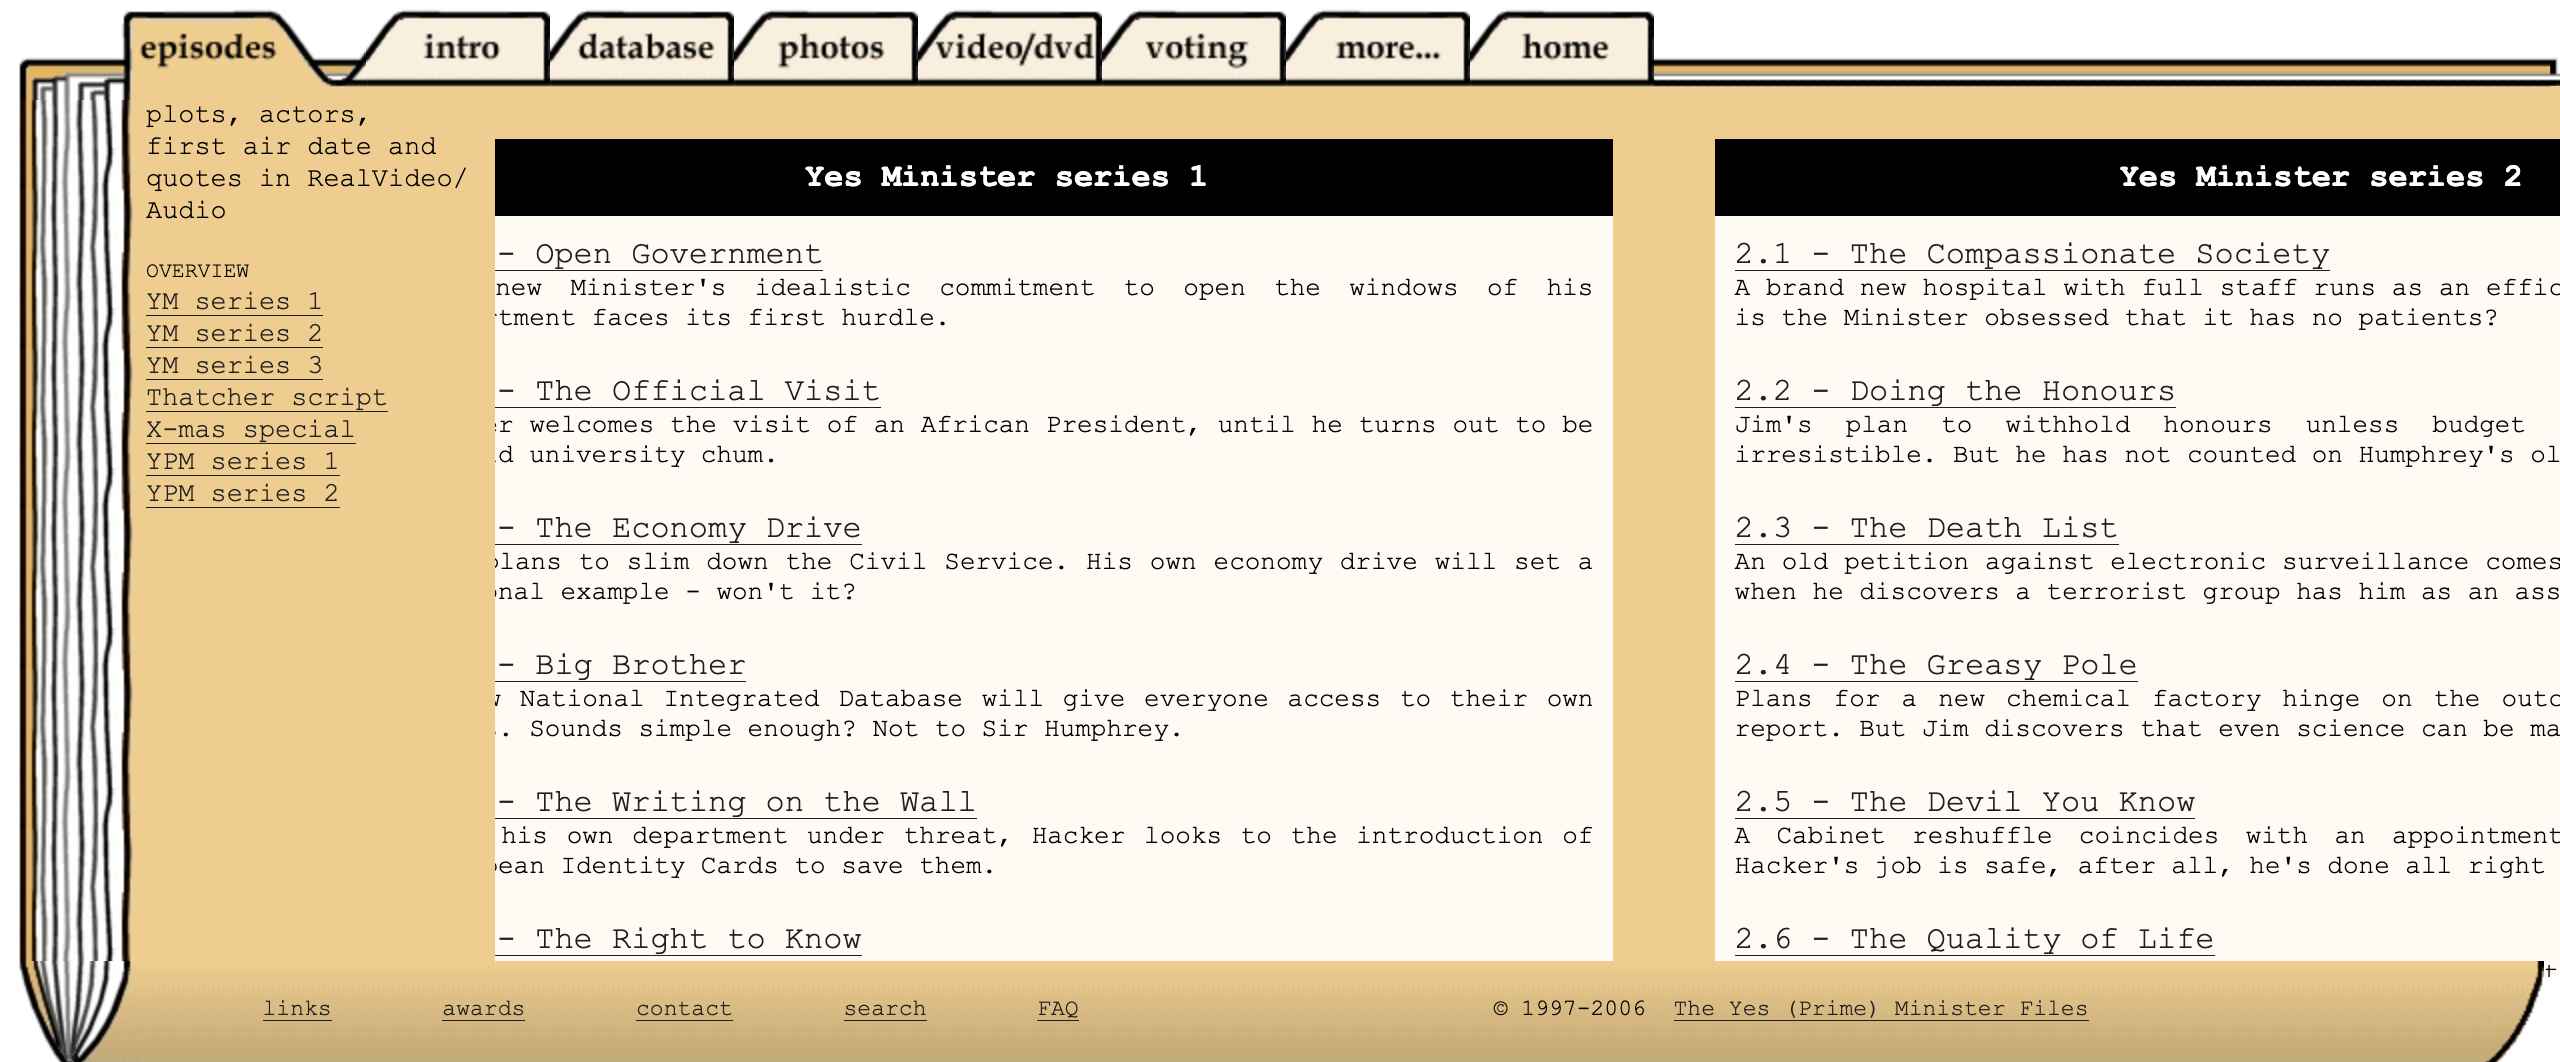 episodes intro database photos video/dvd voting more... home
plots, actors,
first air date and
quotes in RealVideo/
Audio
OVERVIEW
YM series 1
YM series 2
YM series 3
Thatcher script
X-mas special
YPM series 1
YPM series 2
Yes Minister series 1
- Open Government
new Minister's idealistic commitment to open the windows of his
rtment faces its first hurdle.
- The Official Visit
er welcomes the visit of an African President, until he turns out to be
ld university chum.
- The Economy Drive
plans to slim down the Civil Service. His own economy drive will set a
onal example - won't it?
- Big Brother
w National Integrated Database will give everyone access to their own
. Sounds simple enough? Not to Sir Humphrey.
- The Writing on the Wall
his own department under threat, Hacker looks to the introduction of
pean Identity Cards to save them.
- The Right to Know
Yes Minister series 2
2.1 - The Compassionate Society
A brand new hospital with full staff runs as an effic
is the Minister obsessed that it has no patients?
2.2 - Doing the Honours
Jim's plan to withhold honours unless budget
irresistible. But he has not counted on Humphrey's ol
2.3 - The Death List
An old petition against electronic surveillance comes
when he discovers a terrorist group has him as an ass
2.4 - The Greasy Pole
Plans for a new chemical factory hinge on the outc
report. But Jim discovers that even science can be ma
2.5 - The Devil You Know
A Cabinet reshuffle coincides with an appointment
Hacker's job is safe, after all, he's done all right
2.6 - The Quality of Life
links awards contact search FAQ © 1997-2006 The Yes (Prime) Minister Files